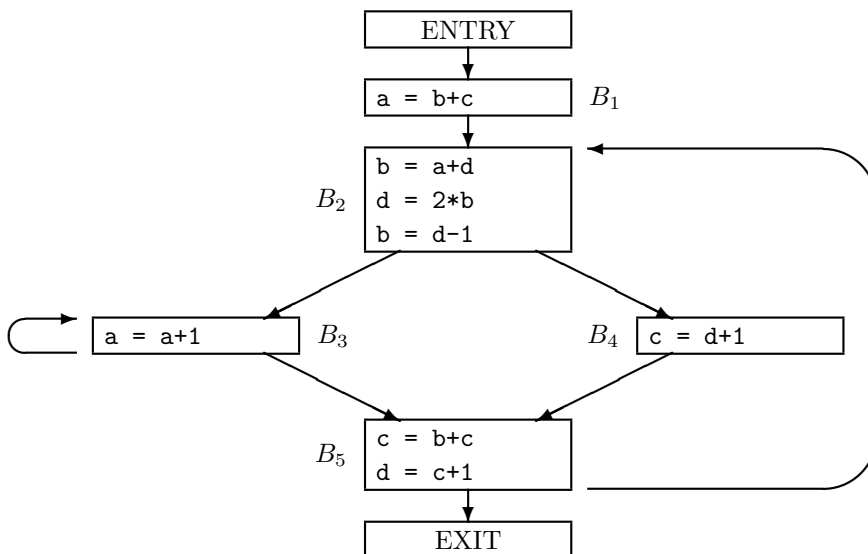 ENTRY
a = b+c
B₁
b = a+d
d = 2*b
b = d-1
B₂
a = a+1
B₃
B₄
c = d+1
c = b+c
d = c+1
B₅
EXIT